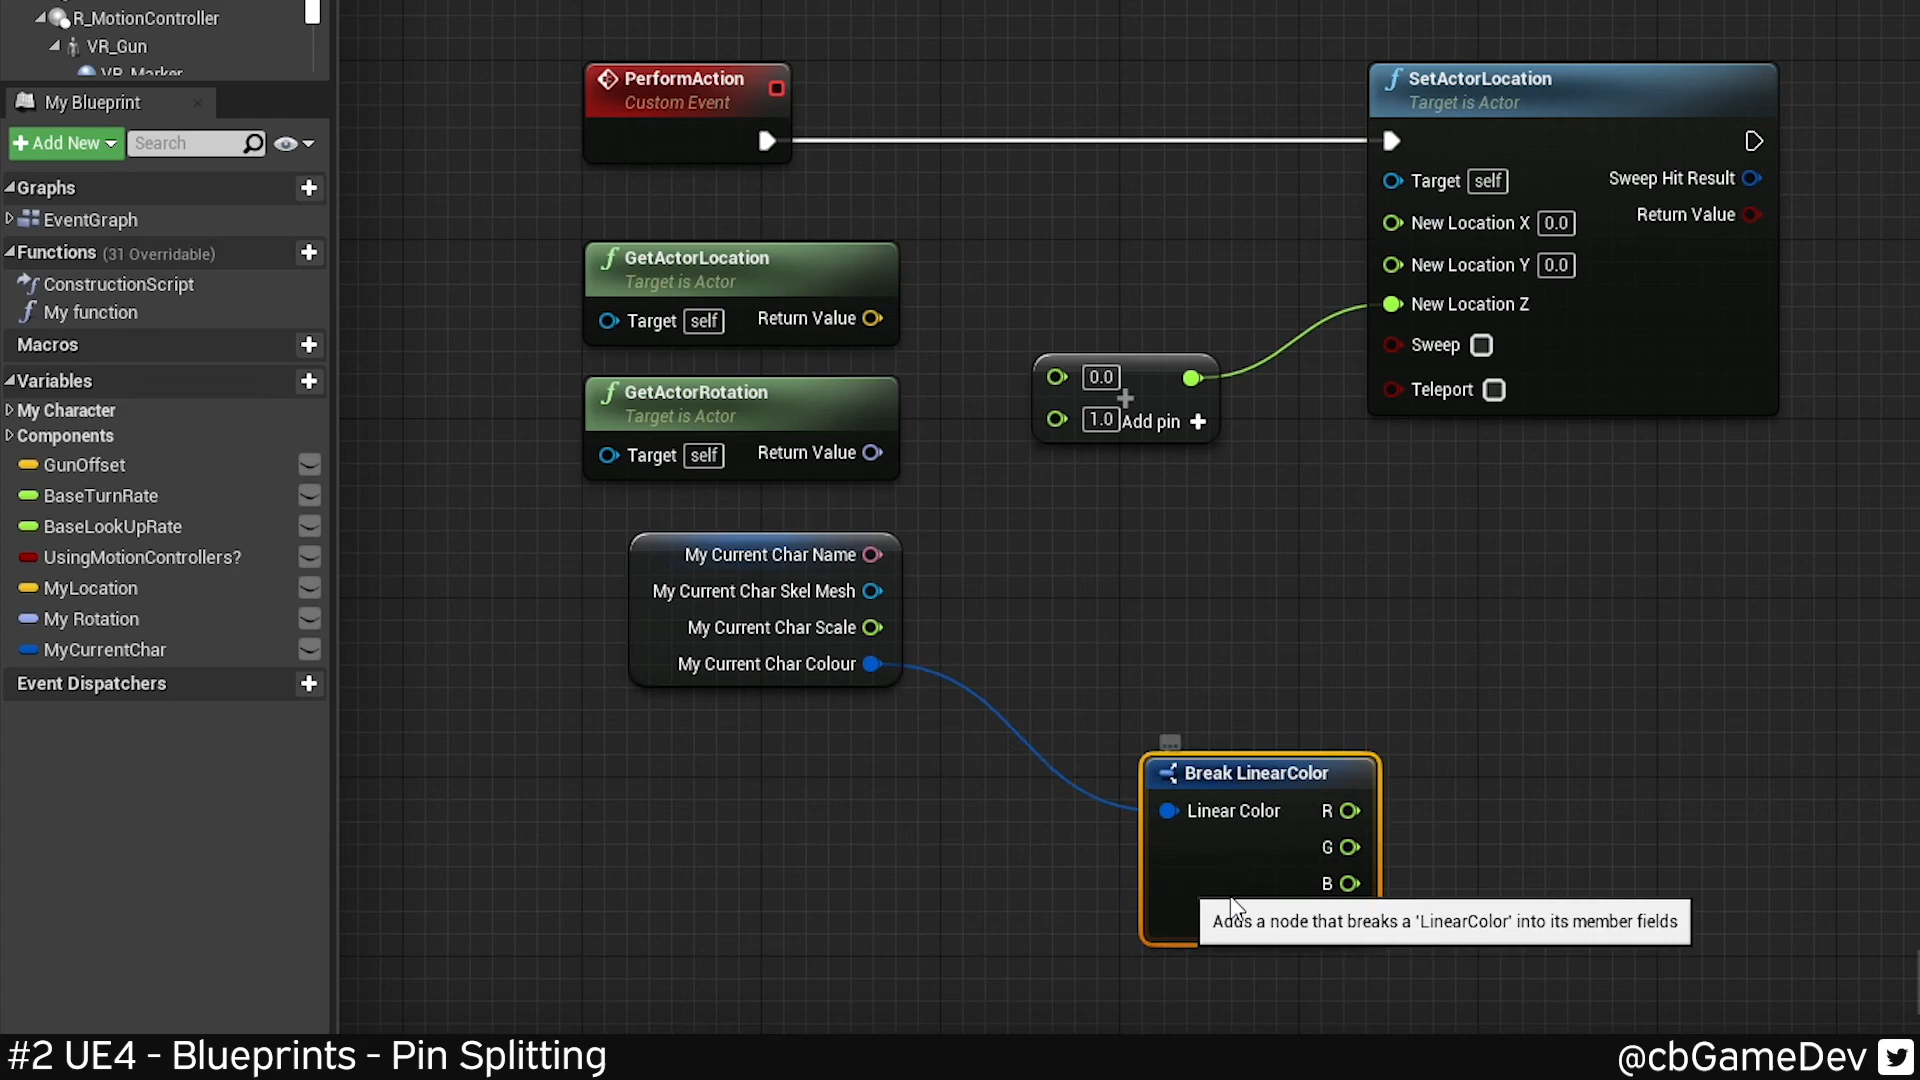 R_MotionController
VR_Gun
VR_Marker
My Blueprint
Add New
Search
Graphs
EventGraph
Functions (31 Overridable)
ConstructionScript
My function
Macros
Variables
My Character
Components
GunOffset
BaseTurnRate
BaseLookUpRate
UsingMotionControllers?
MyLocation
My Rotation
MyCurrentChar
Event Dispatchers
PerformAction
Custom Event
GetActorLocation
Target is Actor
Target self Return Value
GetActorRotation
Target is Actor
Target self Return Value
My Current Char Name
My Current Char Skel Mesh
My Current Char Scale
My Current Char Colour
0.0
1.0 Add pin
SetActorLocation
Target is Actor
Target self Sweep Hit Result
New Location X 0.0 Return Value
New Location Y 0.0
New Location Z
Sweep
Teleport
Break LinearColor
Linear Color R
G
B
Adds a node that breaks a 'LinearColor' into its member fields
#2 UE4 - Blueprints - Pin Splitting
@cbGameDev